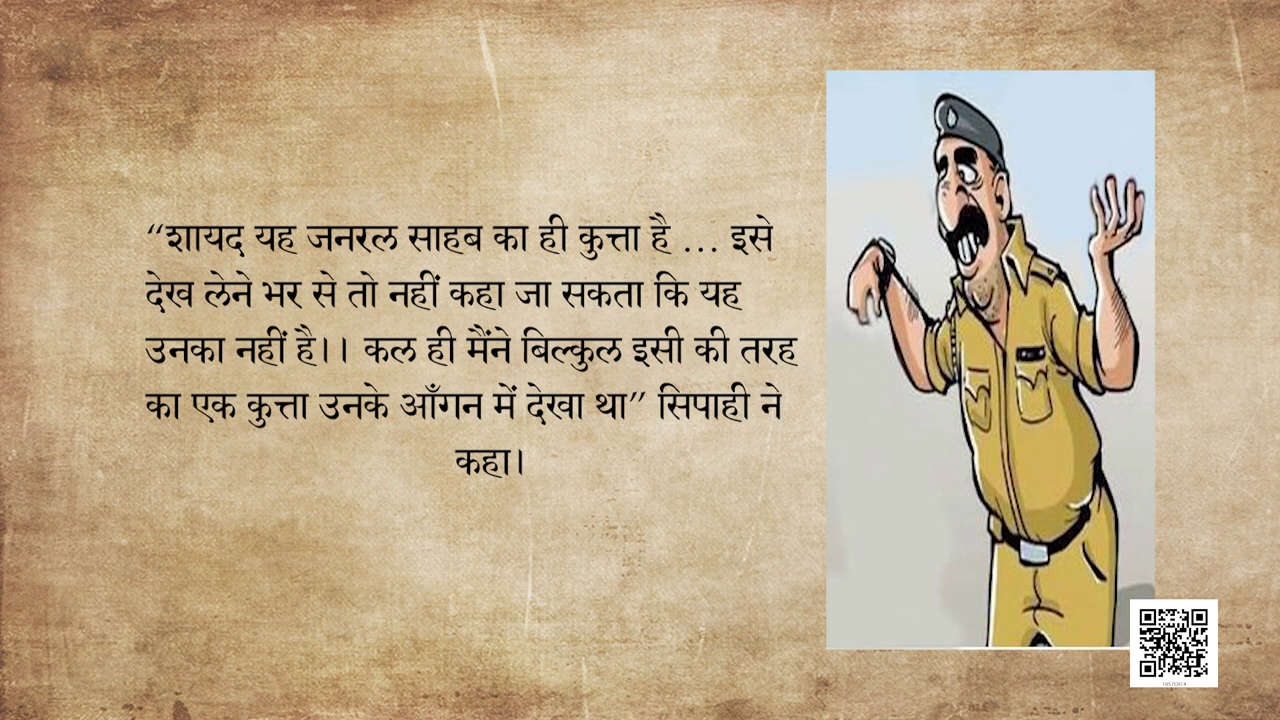 “शायद यह जनरल साहब का ही कुत्ता है ... इसे
देख लेने भर से तो नहीं कहा जा सकता कि यह
उनका नहीं है।। कल ही मैंने बिल्कुल इसी की तरह
का एक कुत्ता उनके आँगन में देखा था” सिपाही ने
कहा।